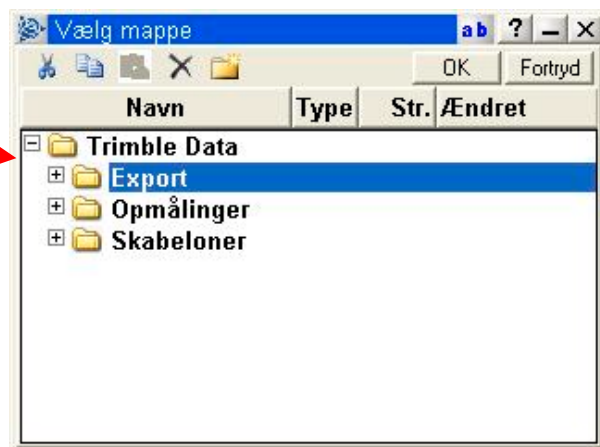 Vælg mappe ab ?
OK Fortryd
Navn Type Str. Ændret
Trimble Data
Export
Opmålinger
Skabeloner